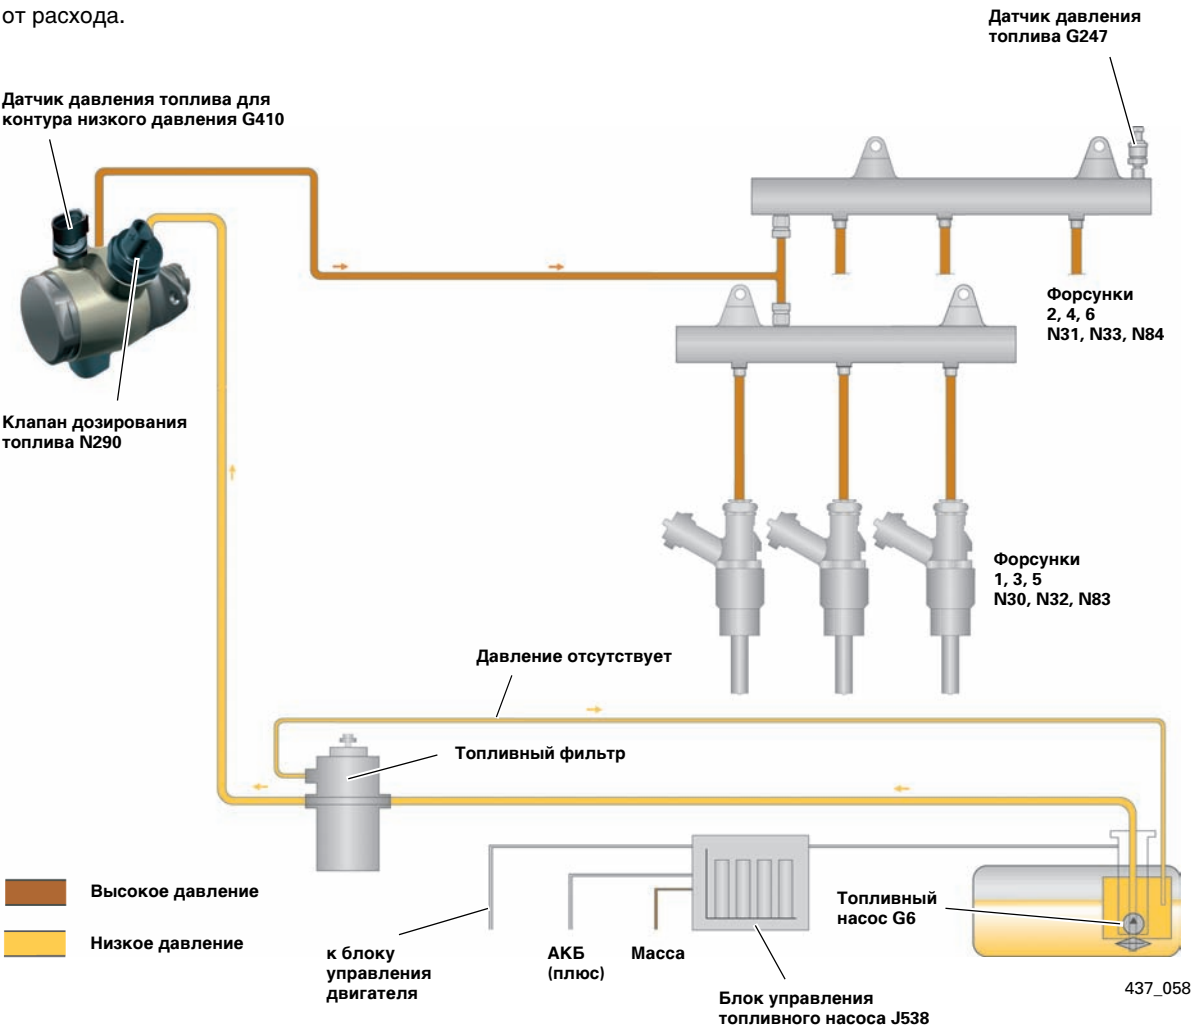 от расхода.
Датчик давления
топлива G247
Датчик давления топлива для
контура низкого давления G410
Форсунки
2, 4, 6
N31, N33, N84
Клапан дозирования
топлива N290
Форсунки
1, 3, 5
N30, N32, N83
Давление отсутствует
Топливный фильтр
Высокое давление
Низкое давление
Топливный
насос G6
к блоку
управления
двигателя
АКБ
(плюс)
Масса
Блок управления
топливного насоса J538
437_058